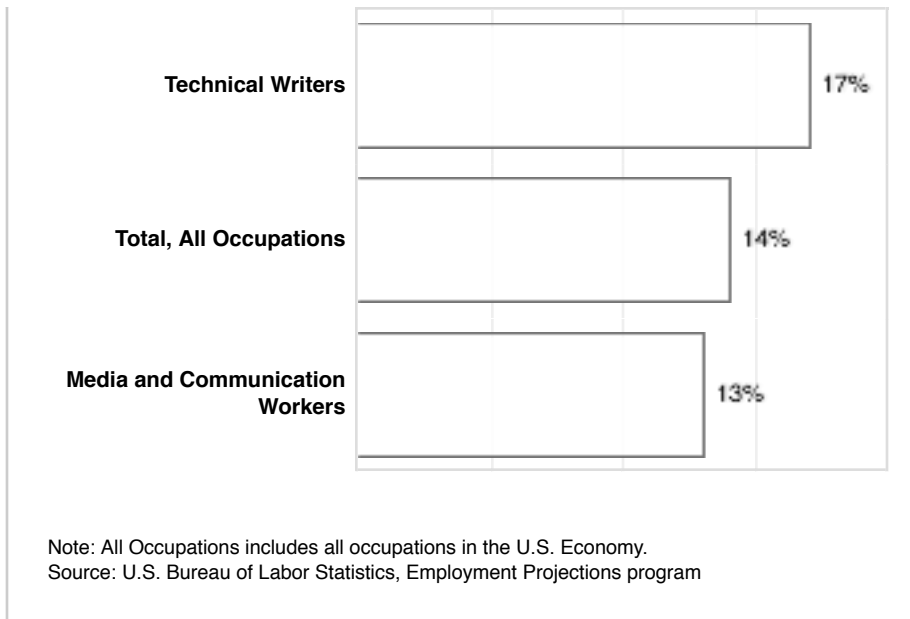 Technical Writers
17%
Total, All Occupations
14%
Media and Communication
Workers
13%
Note: All Occupations includes all occupations in the U.S. Economy.
Source: U.S. Bureau of Labor Statistics, Employment Projections program